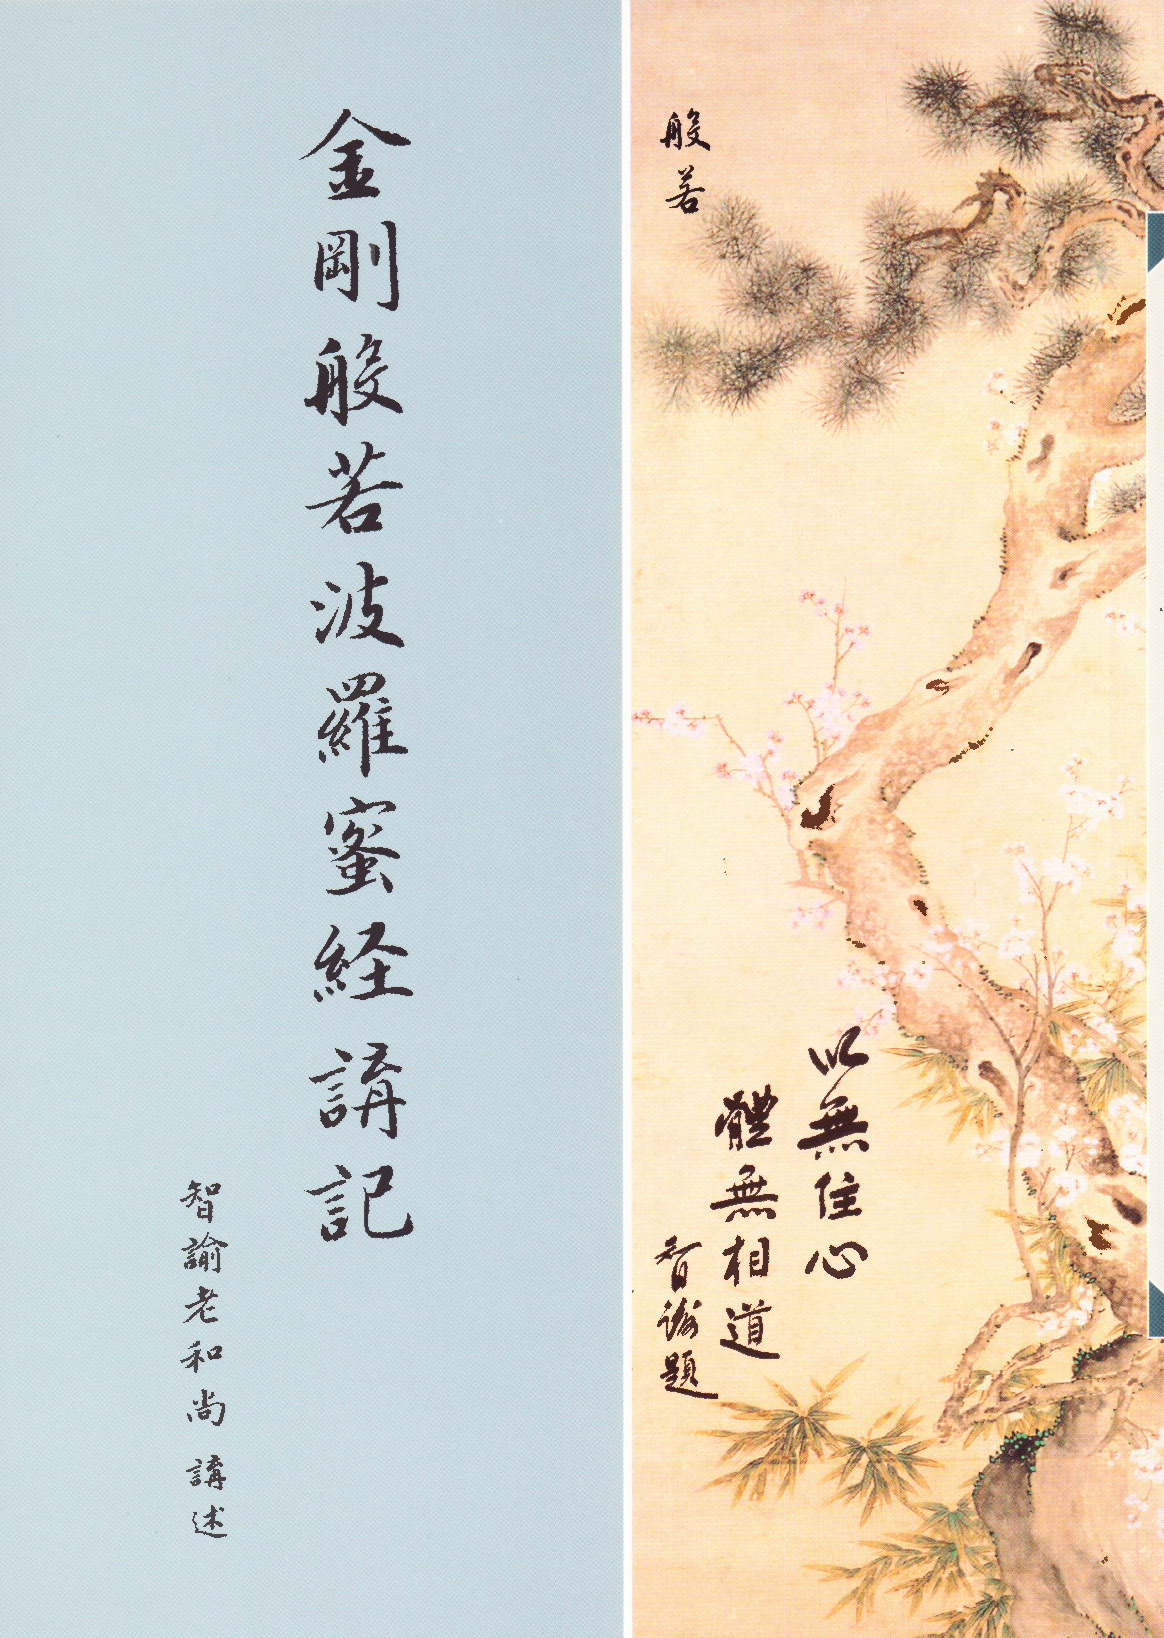 般若
以無住心
體無相道
智諭題
金剛般若波羅蜜経講記
智諭老和尚 講述